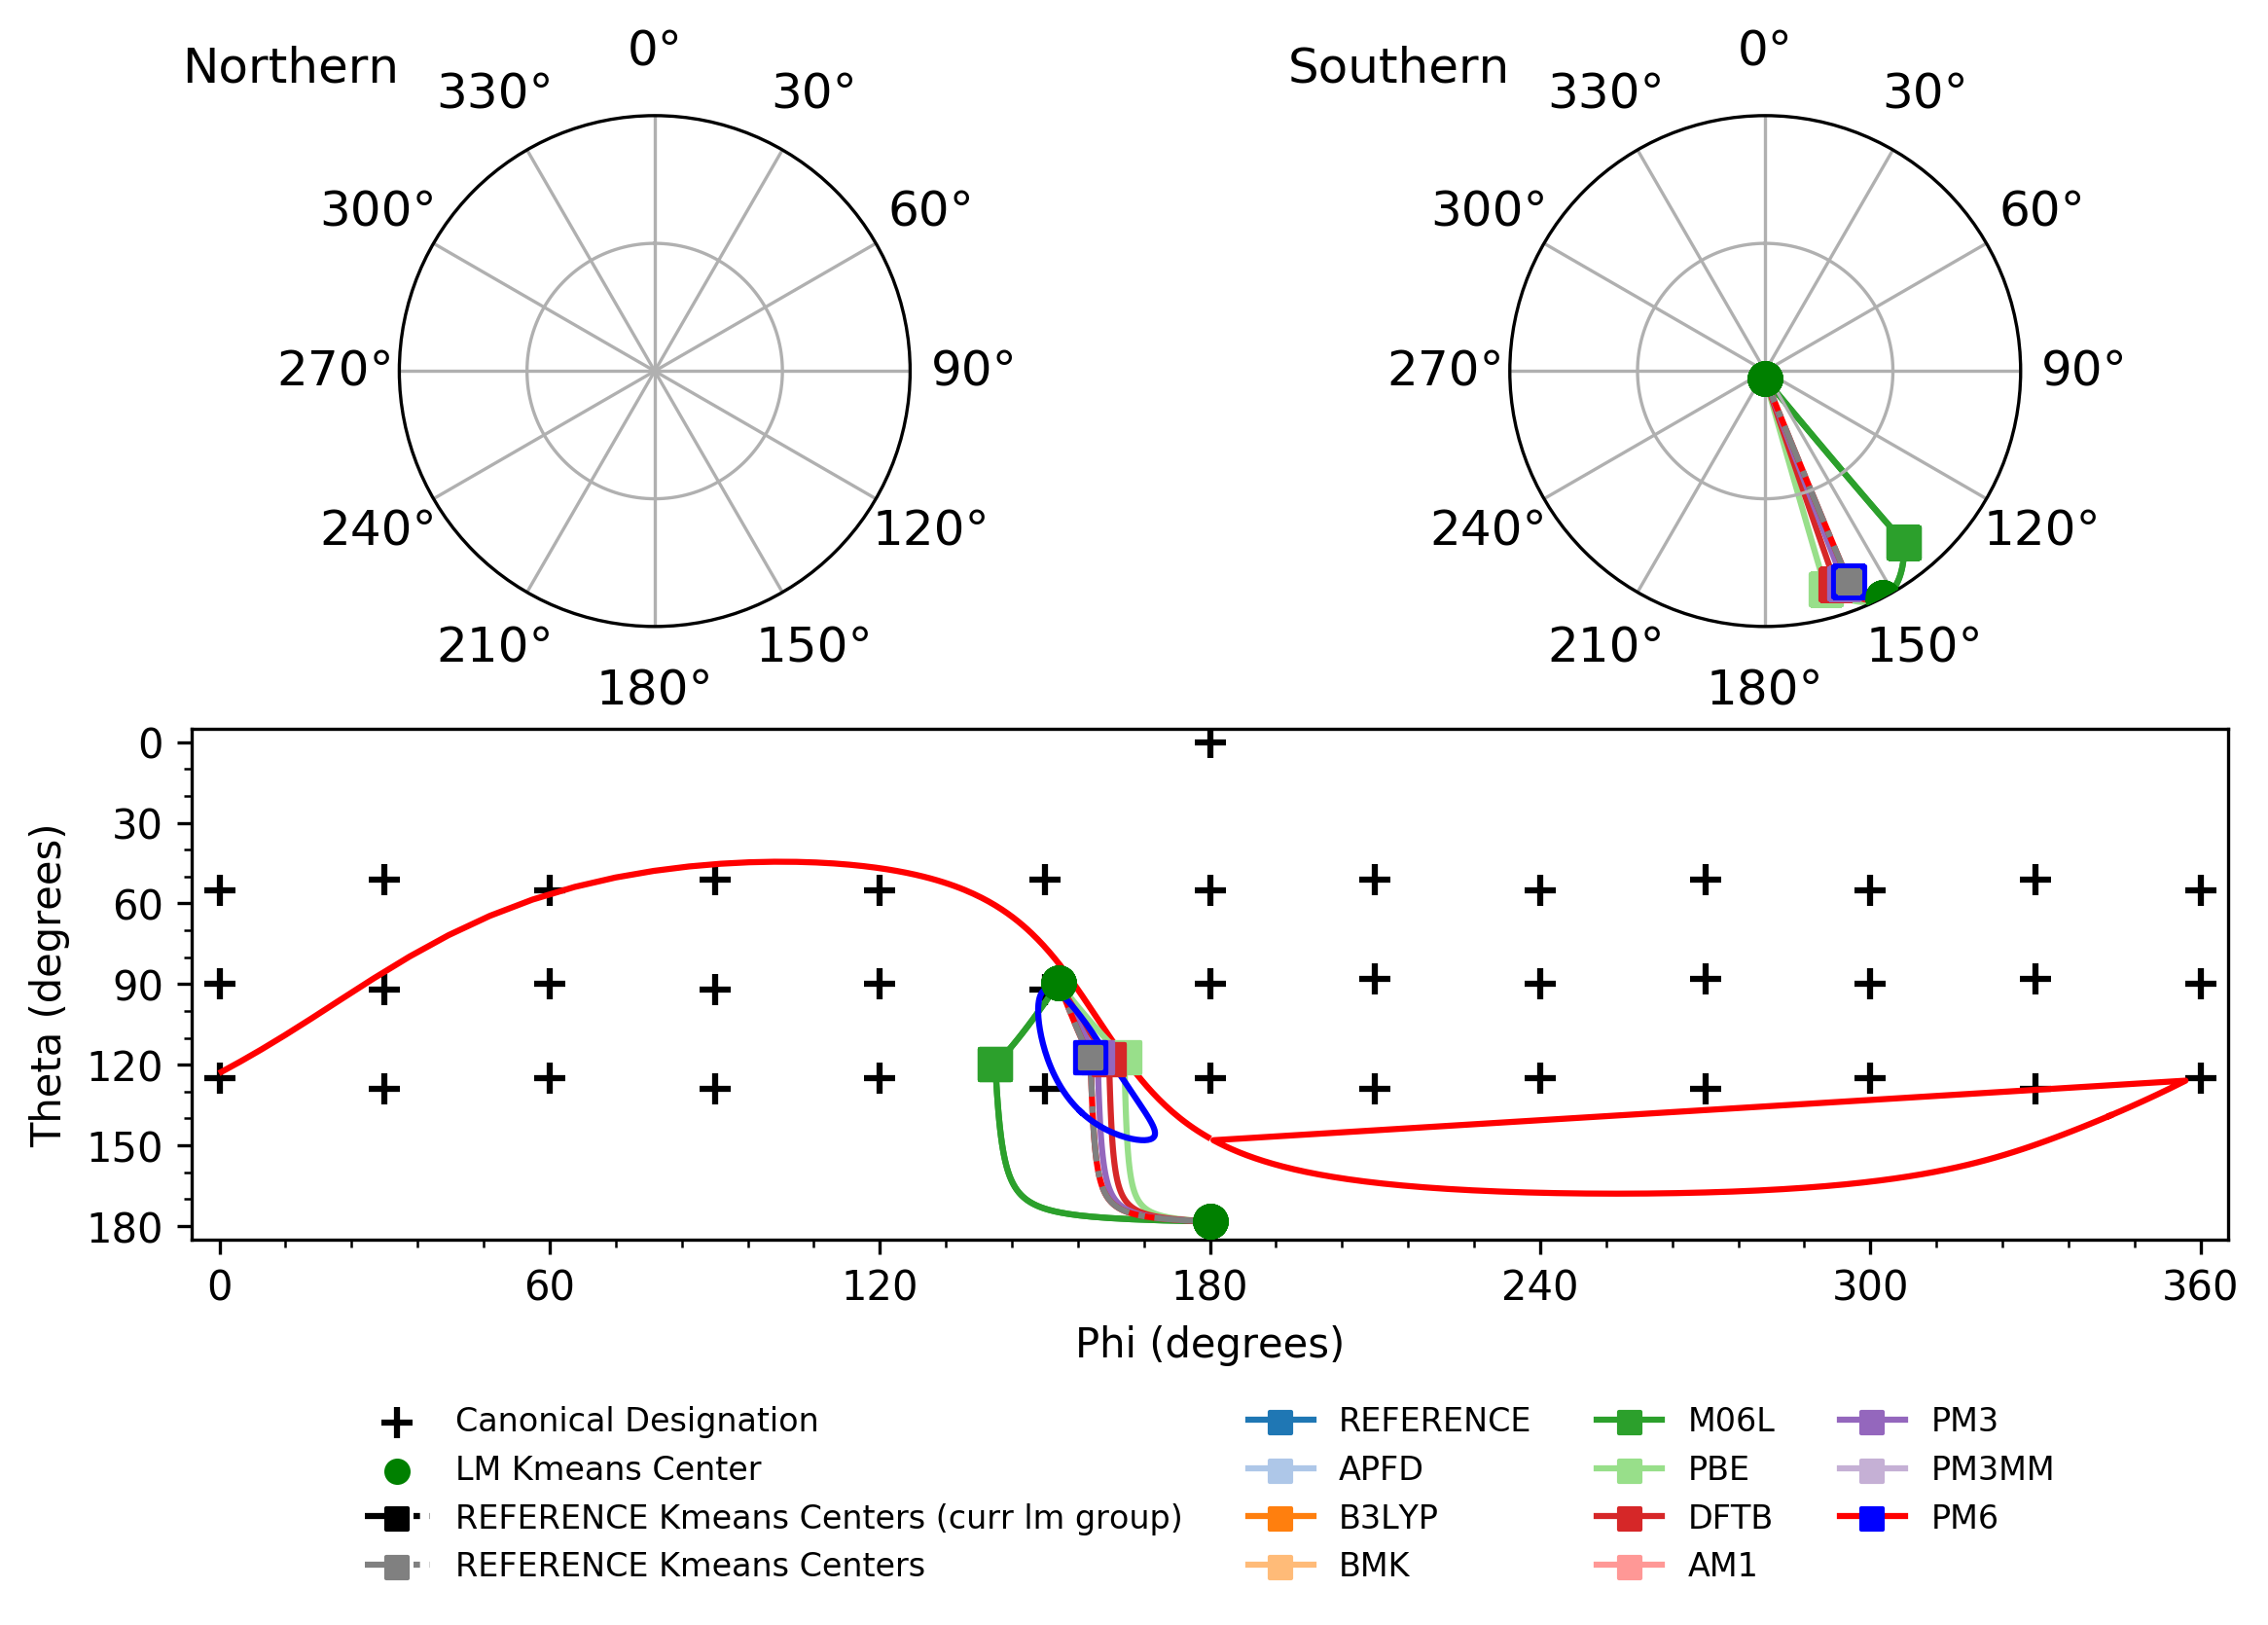 Northern
0°
330°
30°
300°
60°
270°
90°
240°
120°
210°
150°
180°
Southern
0°
330°
30°
300°
60°
270°
90°
240°
120°
210°
150°
180°
Theta (degrees)
0
30
60
90
120
150
180
0 60 120 180 240 300 360
Phi (degrees)
Canonical Designation
LM Kmeans Center
REFERENCE Kmeans Centers (curr lm group)
REFERENCE Kmeans Centers
REFERENCE
APFD
B3LYP
BMK
M06L
PBE
DFTB
AM1
PM3
PM3MM
PM6